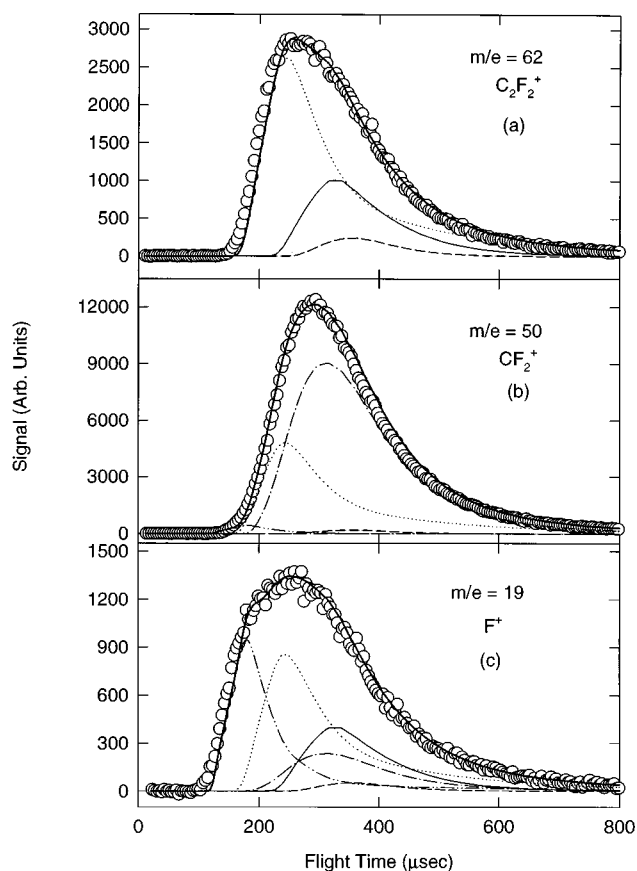 3000
2500
2000
1500
1000
500
0
m/e = 62
C₂F₂⁺
(a)
12000
9000
6000
3000
0
m/e = 50
CF₂⁺
(b)
1500
1200
900
600
300
0
m/e = 19
F⁺
(c)
0 200 400 600 800
Signal (Arb. Units)
Flight Time (μsec)